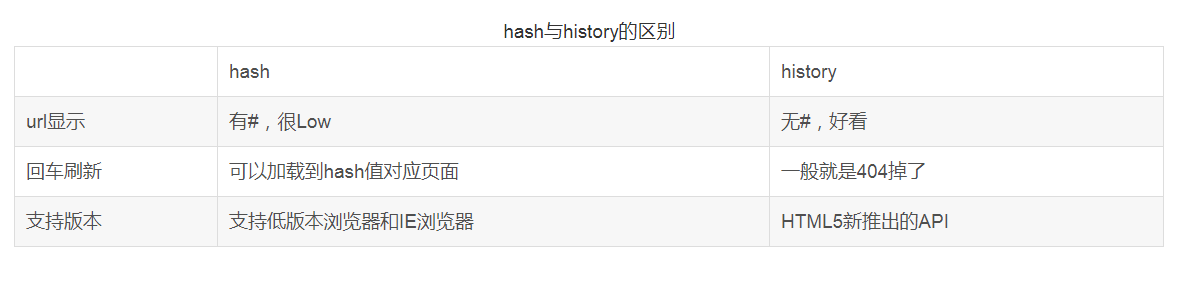 hash与history的区别
hash history
url显示 有#，很Low 无#，好看
回车刷新 可以加载到hash值对应页面 一般就是404掉了
支持版本 支持低版本浏览器和IE浏览器 HTML5新推出的API